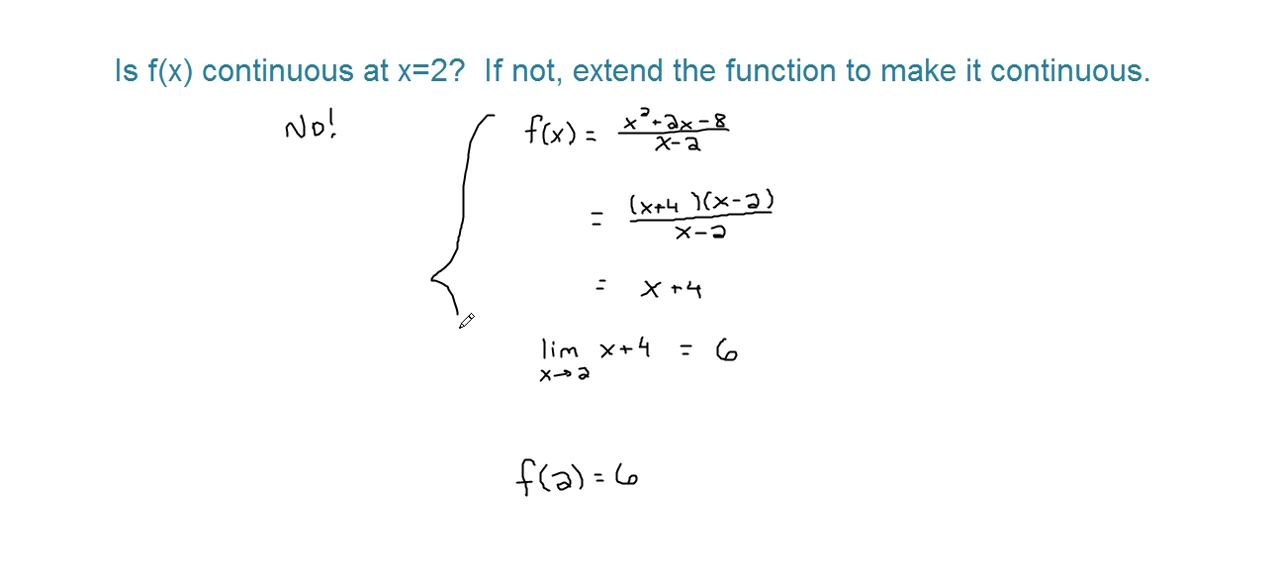 Is f(x) continuous at x=2? If not, extend the function to make it continuous.
No!
f(x) = (x²+2x-8)/(x-2)
= ((x+4)(x-2))/(x-2)
= x+4
lim x→2 x+4 = 6
f(2) = 6